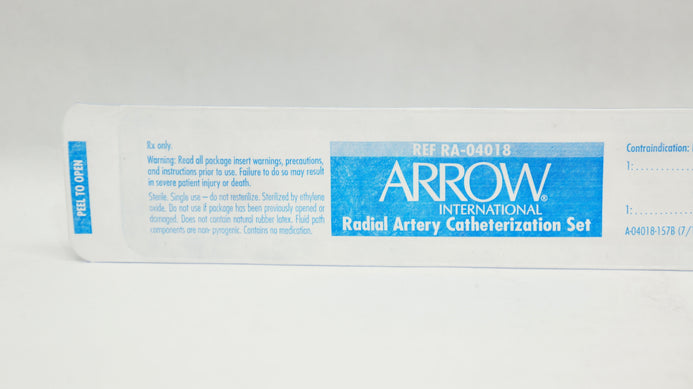 PEEL TO OPEN
Rx only.
Warning: Read all package insert warnings, precautions,
and instructions prior to use. Failure to do so may result
in severe patient injury or death.
Sterile. Single use – do not resterilize. Sterilized by ethylene
oxide. Do not use if package has been previously opened or
damaged. Does not contain natural rubber latex. Fluid path
components are non-pyrogenic. Contains no medication.
REF RA-04018
ARROW®
INTERNATIONAL
Radial Artery Catheterization Set
Contraindication:
1:..............
1:..............
A-04018-157B (7/